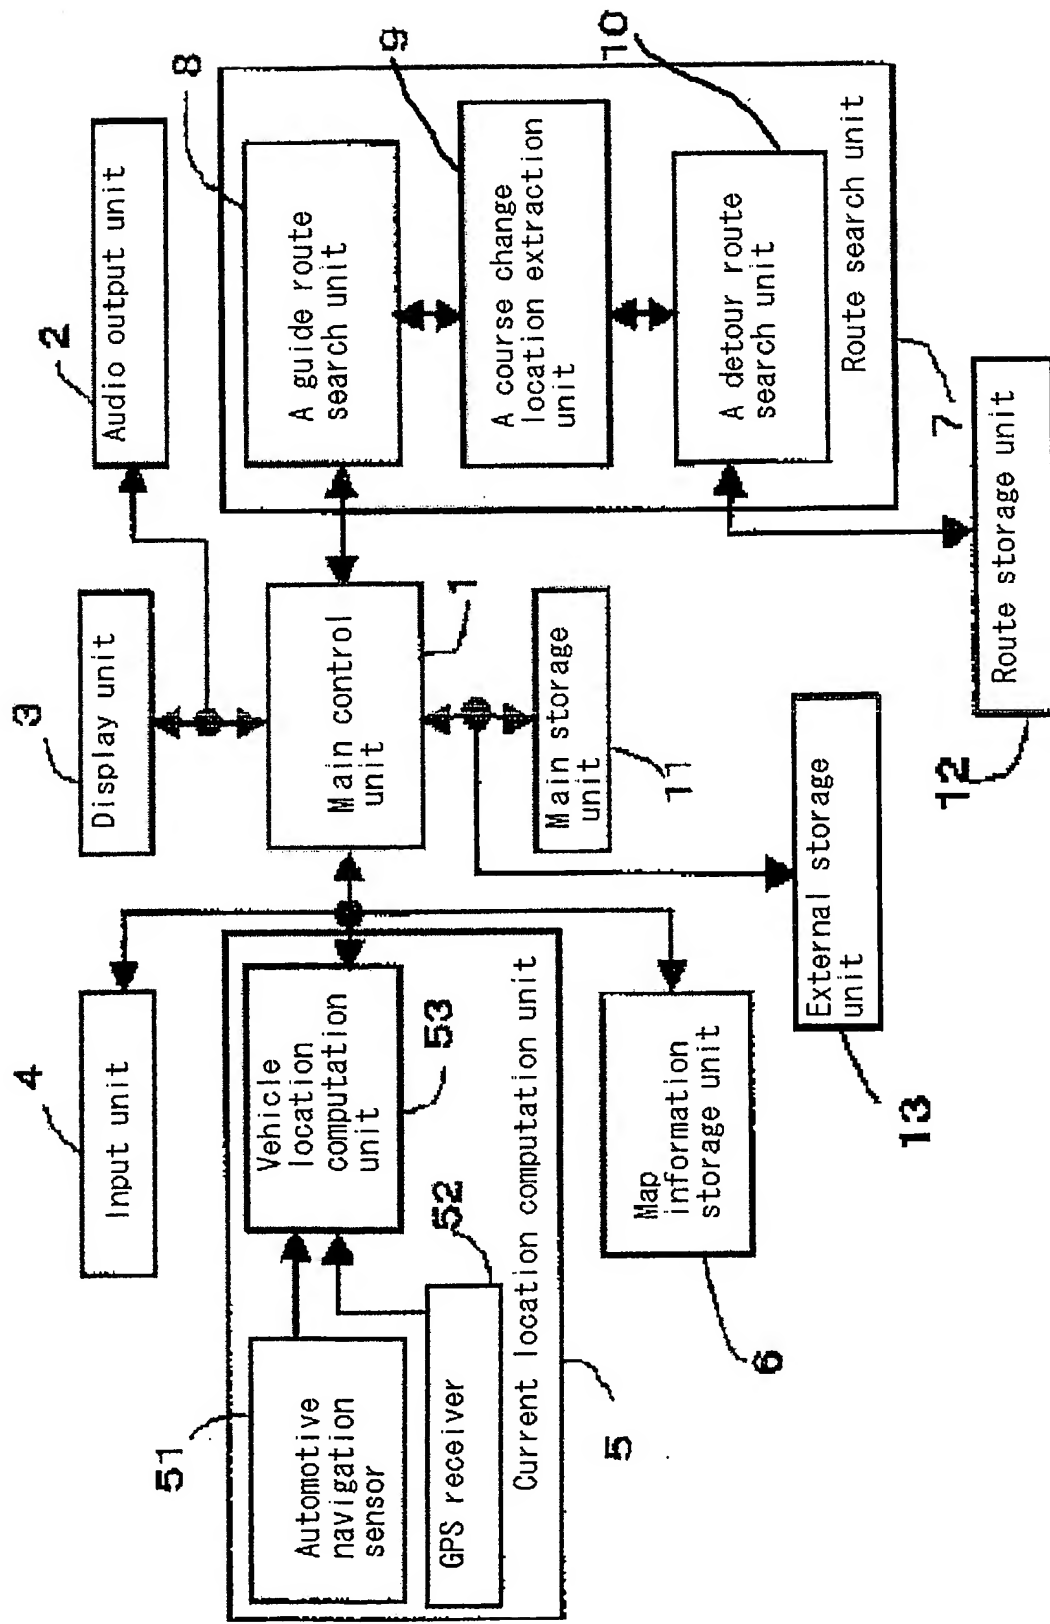 4
Input unit
3
Display unit
2
Audio output unit
51
Automotive
navigation
sensor
Vehicle
location
computation
unit
53
52
GPS receiver
Current location computation unit
5
Main control
unit
1
8
A guide route
search unit
9
A course change
location extraction
unit
10
A detour route
search unit
Route search unit
7
Map
information
storage unit
6
Main storage
unit
11
External storage
unit
13
Route storage unit
12